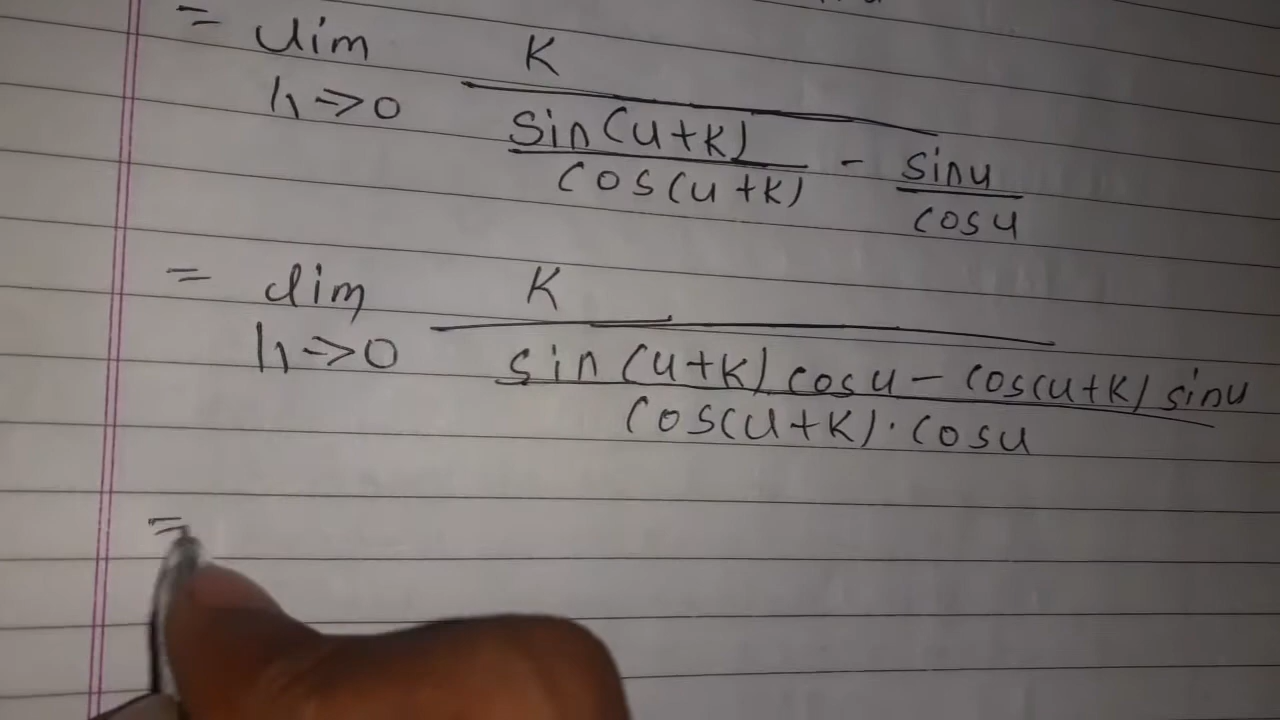 = lim K
h->0 sin(u+K) / cos(u+K) - sinu / cosu
= lim K
h->0 sin(u+K) cosu - cos(u+K) sinu
cos(u+K) · cosu
=